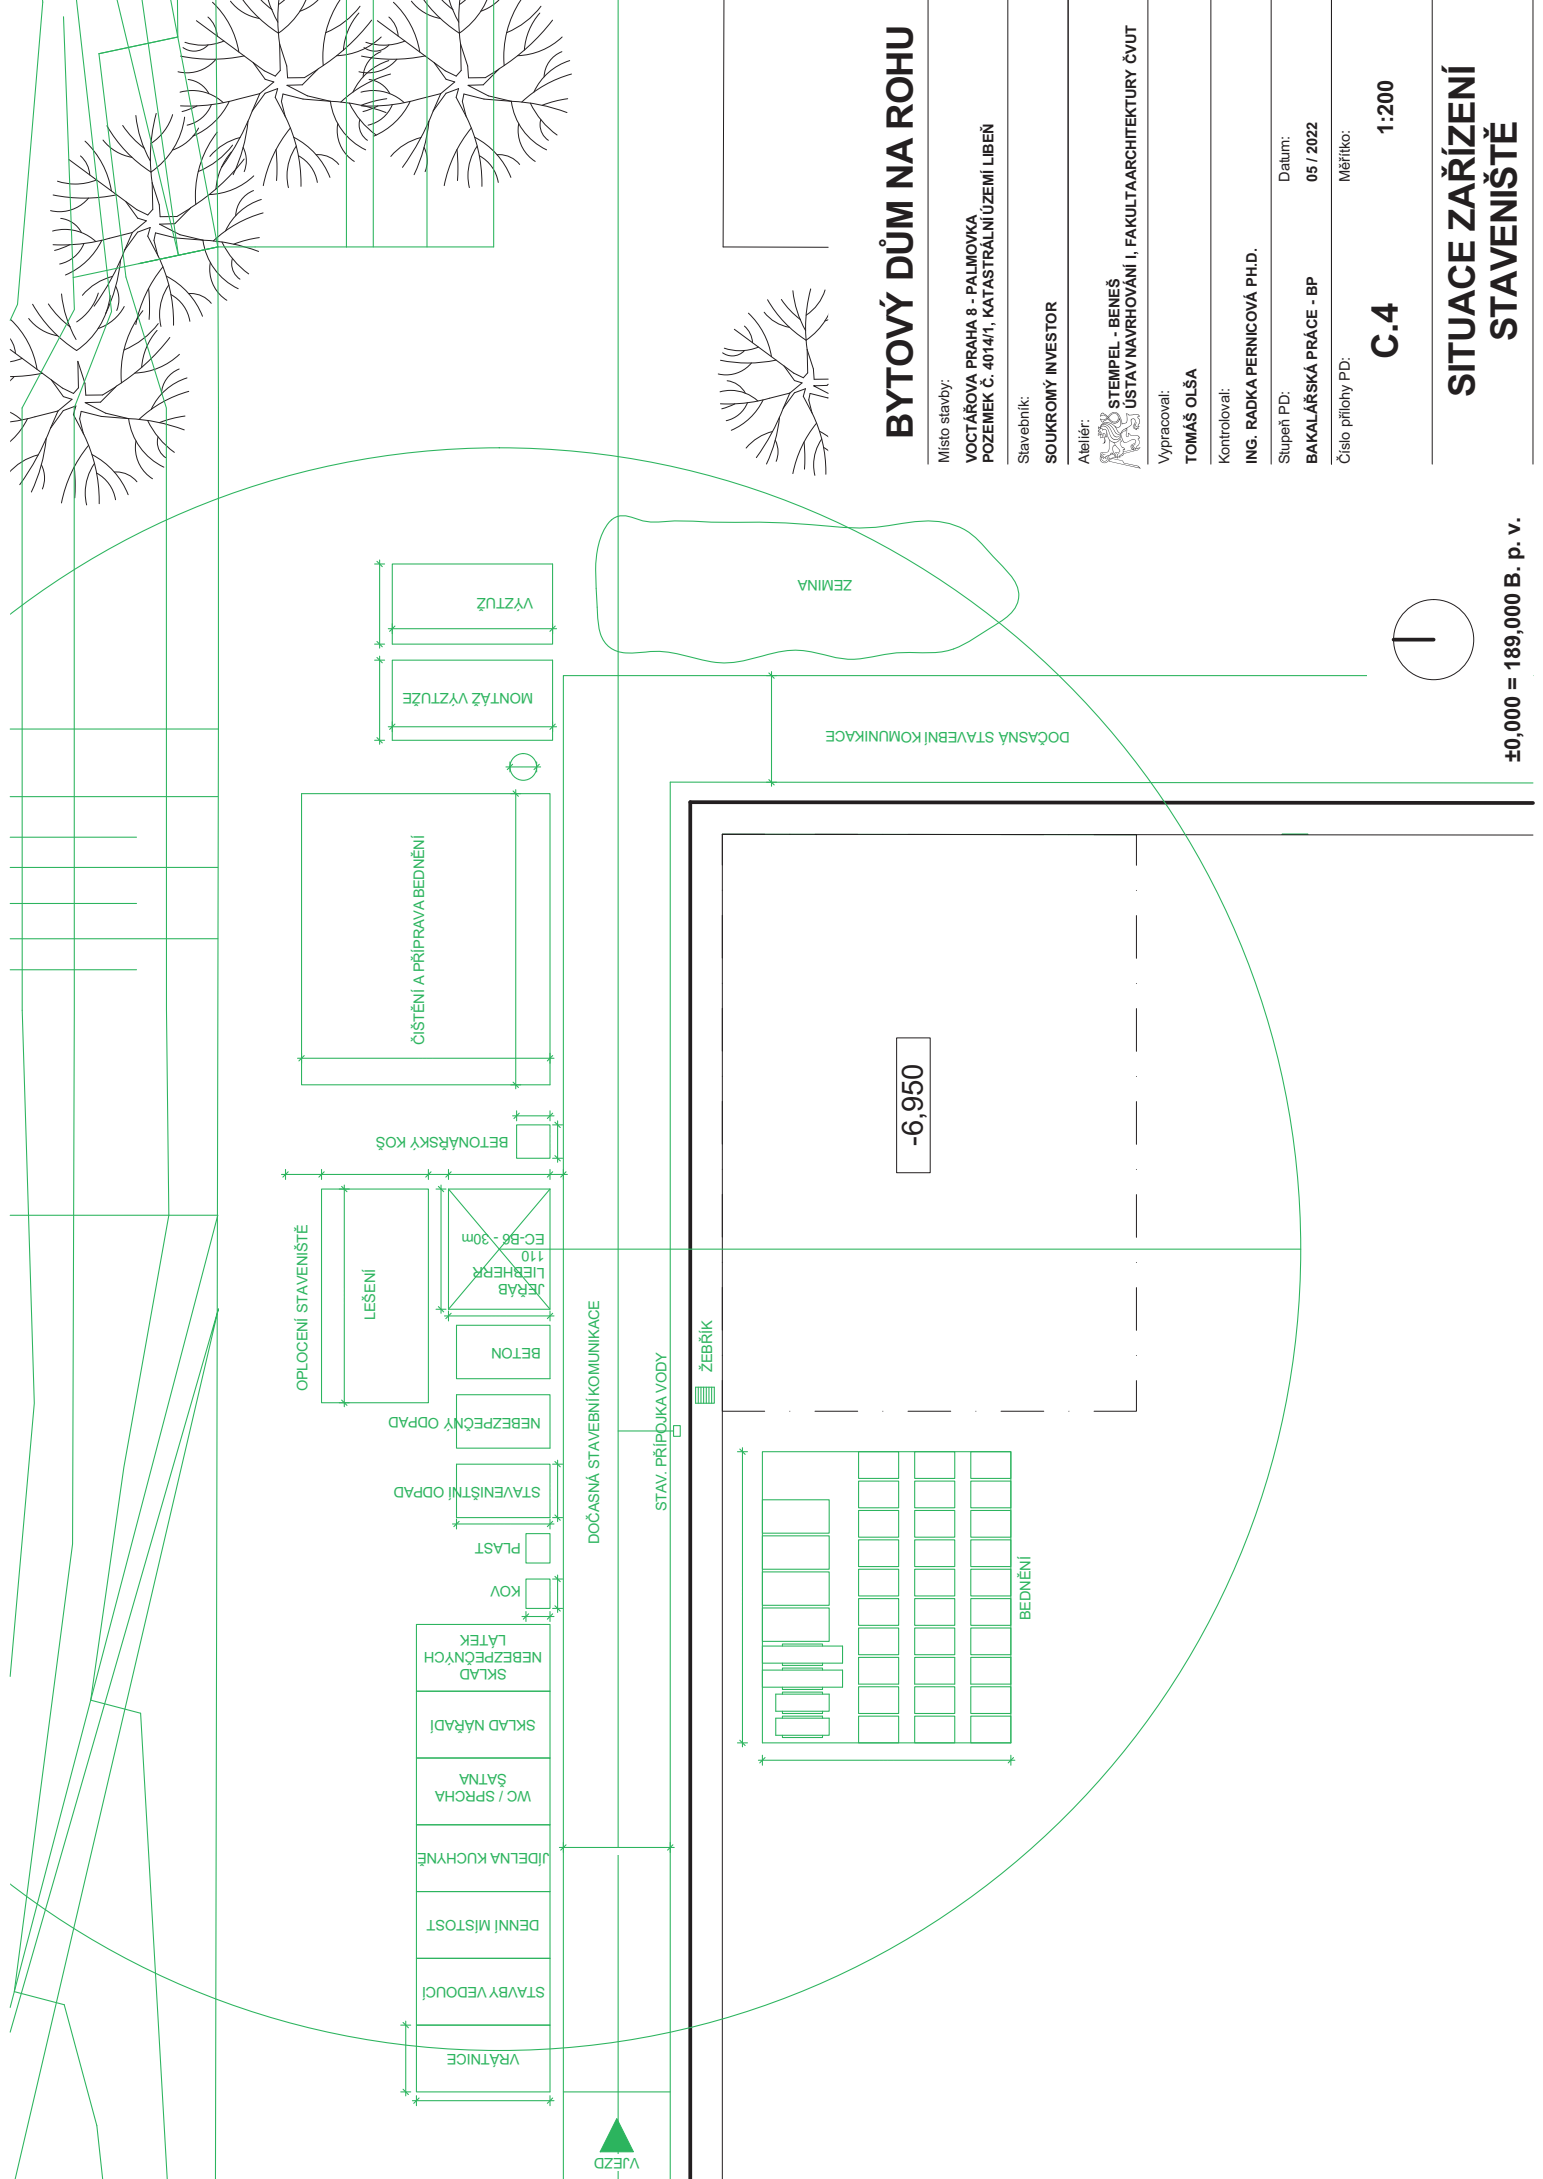 BYTOVÝ DŮM NA ROHU
Místo stavby:
VOCTÁŘOVA PRAHA 8 - PALMOVKA
POZEMEK Č. 4014/1, KATASTRÁLNÍ ÚZEMÍ LIBEŇ
Stavebník:
SOUKROMÝ INVESTOR
Ateliér:
STEMPEL - BENEŠ
ÚSTAV NAVRHOVÁNÍ I, FAKULTA ARCHITEKTURY ČVUT
Vypracoval:
TOMÁŠ OLŠA
Kontroloval:
ING. RADKA PERNICOVÁ PH.D.
Stupeň PD:
BAKALÁŘSKÁ PRÁCE - BP
Datum:
05 / 2022
Číslo přílohy PD:
C.4
Měřítko:
1:200
SITUACE ZAŘÍZENÍ
STAVENIŠTĚ
±0,000 = 189,000 B. p. v.
VJEZD
VRÁTNICE
STAVBY VEDOUCÍ
DENNÍ MÍSTOST
JÍDELNA KUCHYNĚ
WC / SPRCHA
ŠATNA
SKLAD NÁŘADÍ
SKLAD
NEBEZPEČNÝCH
LÁTEK
KOV
PLAST
STAVENIŠTNÍ ODPAD
NEBEZPEČNÝ ODPAD
BETON
JEŘÁB
LIEBHERR
110
EC-B6 - 30m
LEŠENÍ
OPLOCENÍ STAVENIŠTĚ
BETONÁŘSKÝ KOŠ
ČIŠTĚNÍ A PŘÍPRAVA BEDNĚNÍ
MONTÁŽ VÝZTUŽE
VÝZTUŽ
ZEMINA
DOČASNÁ STAVEBNÍ KOMUNIKACE
DOČASNÁ STAVEBNÍ KOMUNIKACE
STAV. PŘÍPOJKA VODY
ŽEBŘÍK
BEDNĚNÍ
-6,950